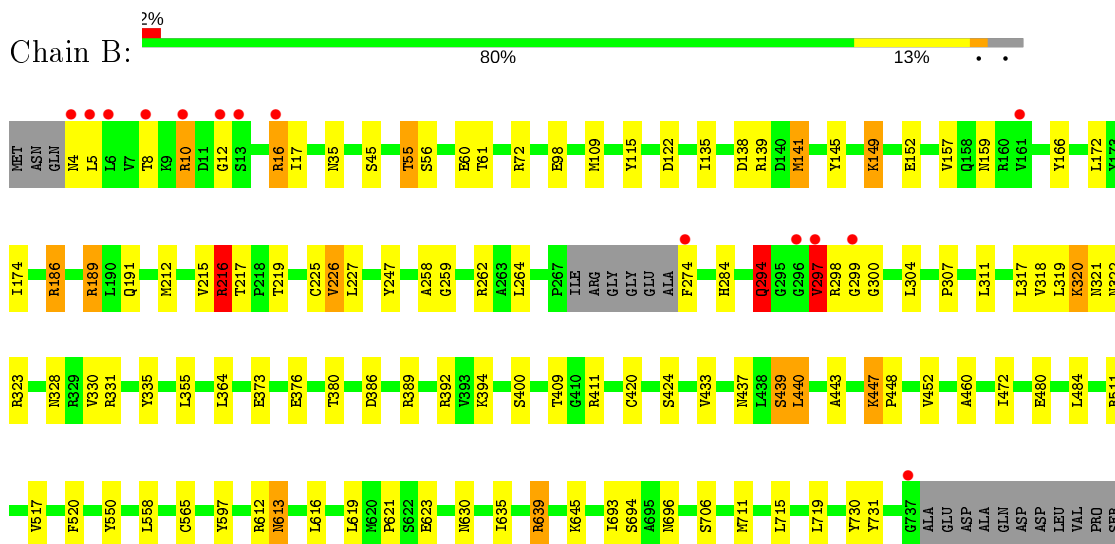 2%
Chain B:
80%
13%
MET ASN GLN N4 L5 L6 V7 T8 K9 R10 D11 G12 S13 R16 I17 N35 S45 T55 S56 E60 T61 R72 E98 M109 Y115 D122 I135 D138 R139 D140 M141 Y145 K149 E152 V157 Q158 N159 R160 V161 Y166 L172 Y173
I174 R186 R189 L190 Q191 M212 V215 R216 T217 P218 T219 C225 V226 L227 Y247 A258 G259 R262 A263 L264 P267 ILE ARG GLY GLY GLU ALA F274 H284 Q294 G295 G296 V297 R298 G299 G300 L304 P307 L311 L317 V318 L319 K320 N321 N322
R323 N328 R329 V330 R331 Y335 L355 L364 E373 E376 T380 D386 R389 R392 V393 K394 S400 T409 G410 R411 C420 S424 V433 N437 L438 S439 L440 A443 K447 P448 V452 A460 I472 E480 L484 R511
V517 F520 Y550 L558 C565 Y597 R612 N613 L616 L619 M620 P621 S622 E623 N630 I635 R639 K645 I693 S694 A695 N696 S706 M711 L715 L719 Y730 Y731 G737 ALA GLU ASP ALA GLN ASP ASP LEU VAL PRO SER